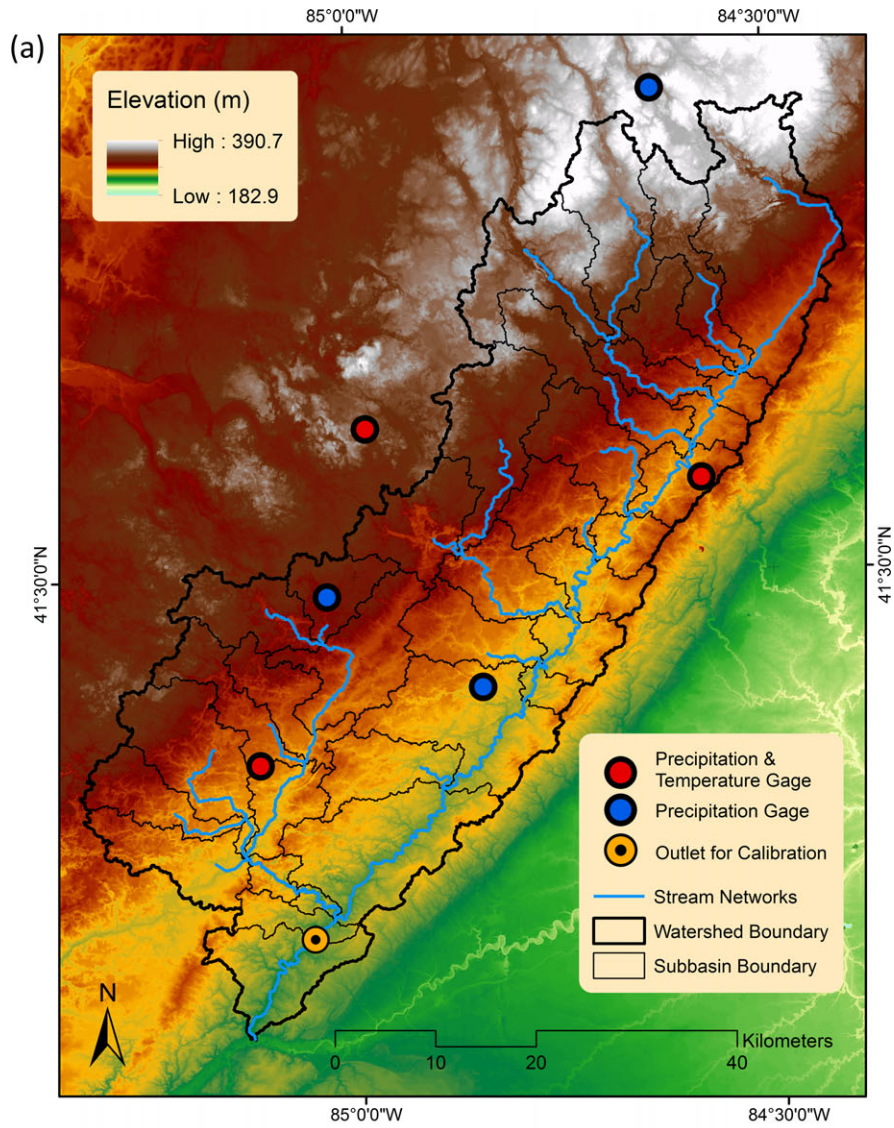 (a)
85°0'0"W
84°30'0"W
Elevation (m)
High : 390.7
Low : 182.9
41°30'0"N
41°30'0"N
Precipitation &
Temperature Gage
Precipitation Gage
Outlet for Calibration
Stream Networks
Watershed Boundary
Subbasin Boundary
N
Kilometers
0 10 20 40
85°0'0"W
84°30'0"W